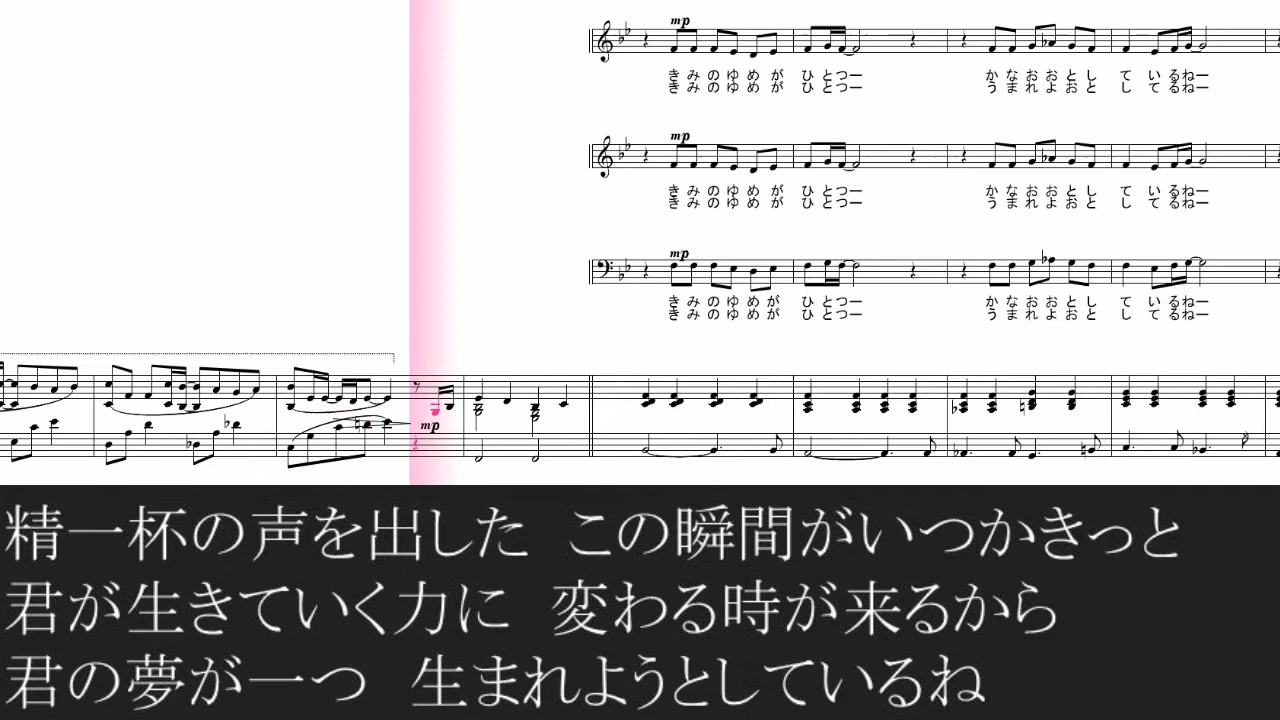 mp
きみのゆめが ひとつー かなおおとし ているねー
きみのゆめが ひとつー うまれよおと してるねー
mp
きみのゆめが ひとつー かなおおとし ているねー
きみのゆめが ひとつー うまれよおと してるねー
mp
きみのゆめが ひとつー かなおおとし ているねー
きみのゆめが ひとつー うまれよおと してるねー
mp
精一杯の声を出した この瞬間がいつかきっと
君が生きていく力に 変わる時が来るから
君の夢が一つ 生まれようとしているね